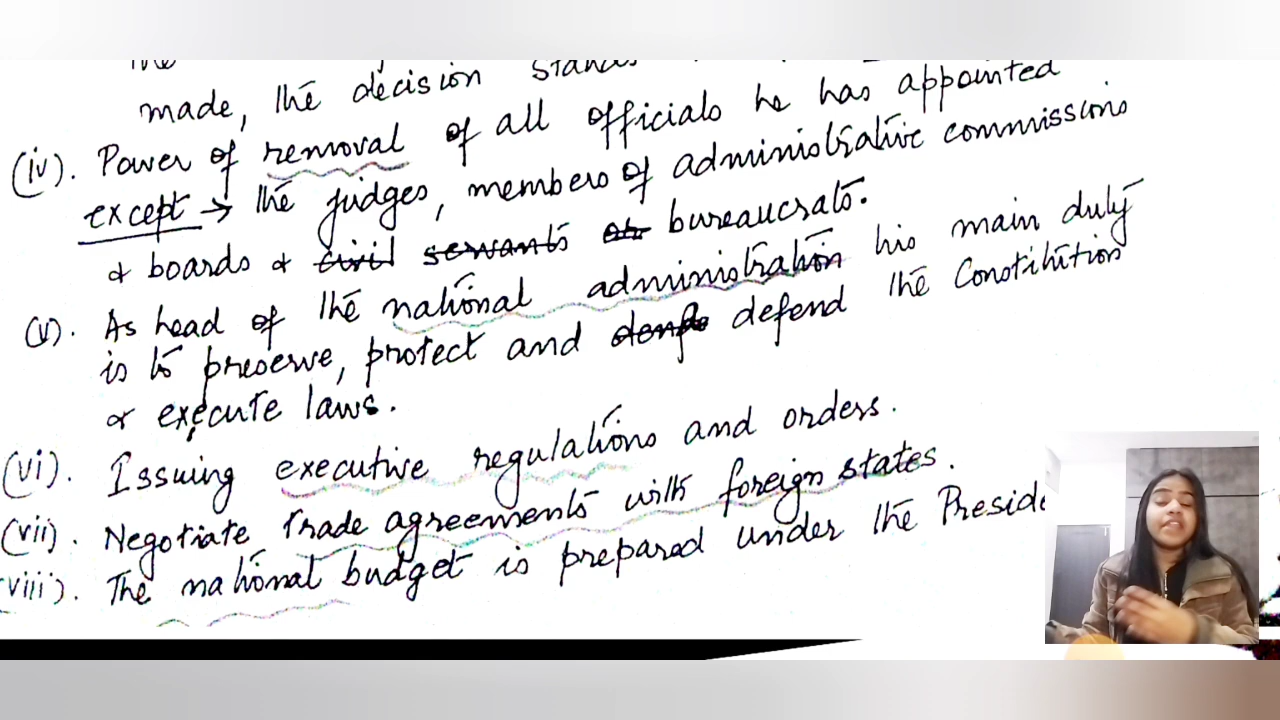 made, the decision stands
(iv). Power of removal of all officials he has appointed
except → the judges, members of administrative commissions
& boards & civil servants or bureaucrats.
(v). As head of the national administration his main duty
is to preserve, protect and defend the Constitution
& execute laws.
(vi). Issuing executive regulations and orders.
(vii). Negotiate trade agreements with foreign states.
(viii). The national budget is prepared under the Preside